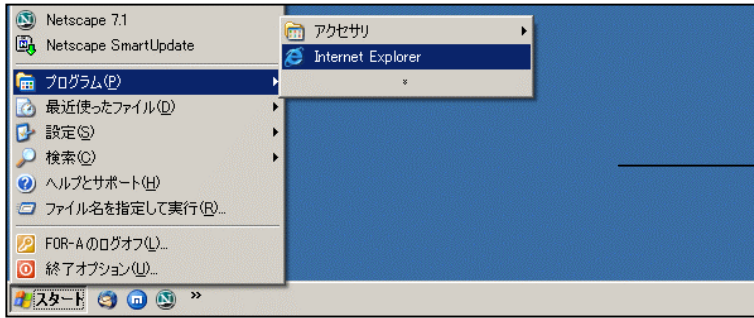 Netscape 7.1
Netscape SmartUpdate
プログラム(P)
最近使ったファイル(D)
設定(S)
検索(C)
ヘルプとサポート(H)
ファイル名を指定して実行(R)...
FOR-Aのログオフ(L)...
終了オプション(U)...
アクセサリ
Internet Explorer
スタート